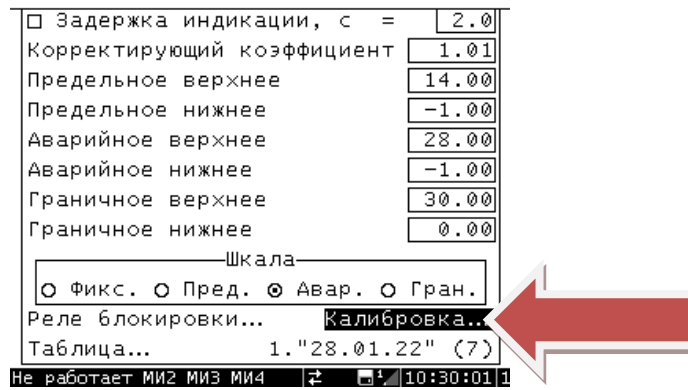 Задержка индикации, с = 2.0
Корректирующий коэффициент 1.01
Предельное верхнее 14.00
Предельное нижнее -1.00
Аварийное верхнее 28.00
Аварийное нижнее -1.00
Граничное верхнее 30.00
Граничное нижнее 0.00
Шкала
Фикс. Пред. Авар. Гран.
Реле блокировки... Калибровка...
Таблица... 1."28.01.22" (7)
Не работает МИ2 МИ3 МИ4 1 10:30:01 1